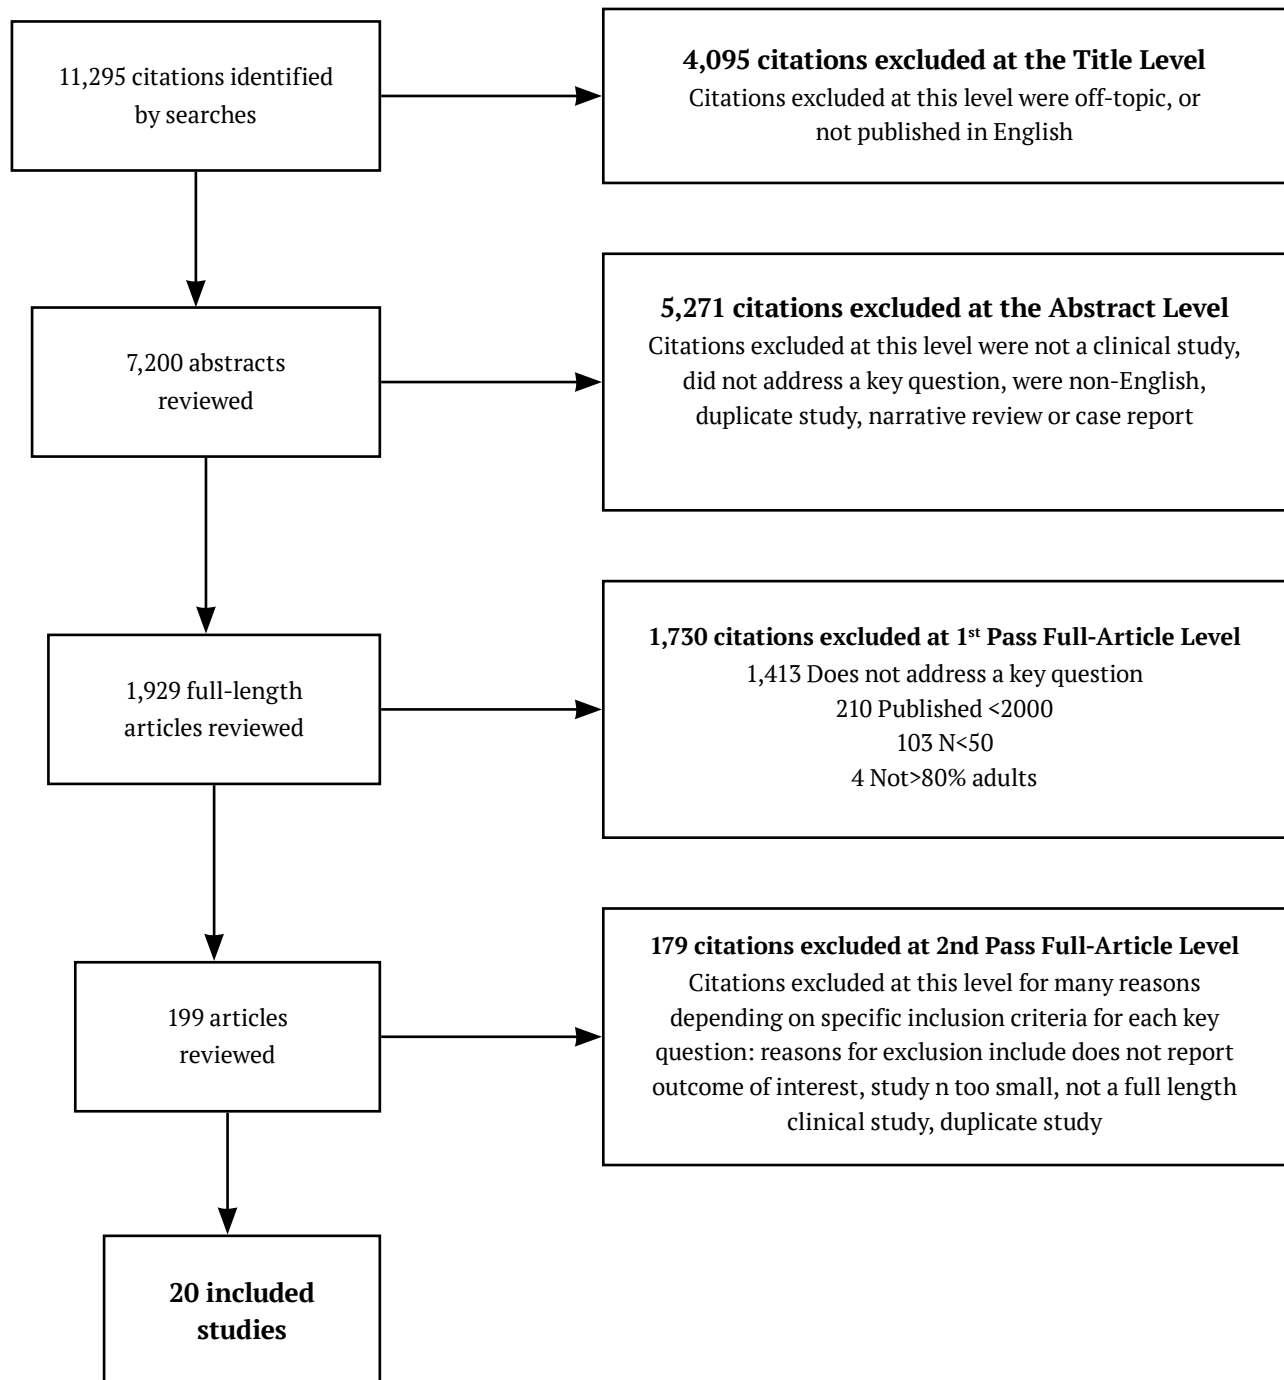 11,295 citations identified
by searches
4,095 citations excluded at the Title Level
Citations excluded at this level were off-topic, or
not published in English
7,200 abstracts
reviewed
5,271 citations excluded at the Abstract Level
Citations excluded at this level were not a clinical study,
did not address a key question, were non-English,
duplicate study, narrative review or case report
1,929 full-length
articles reviewed
1,730 citations excluded at 1st Pass Full-Article Level
1,413 Does not address a key question
210 Published <2000
103 N<50
4 Not>80% adults
199 articles
reviewed
179 citations excluded at 2nd Pass Full-Article Level
Citations excluded at this level for many reasons
depending on specific inclusion criteria for each key
question: reasons for exclusion include does not report
outcome of interest, study n too small, not a full length
clinical study, duplicate study
20 included
studies